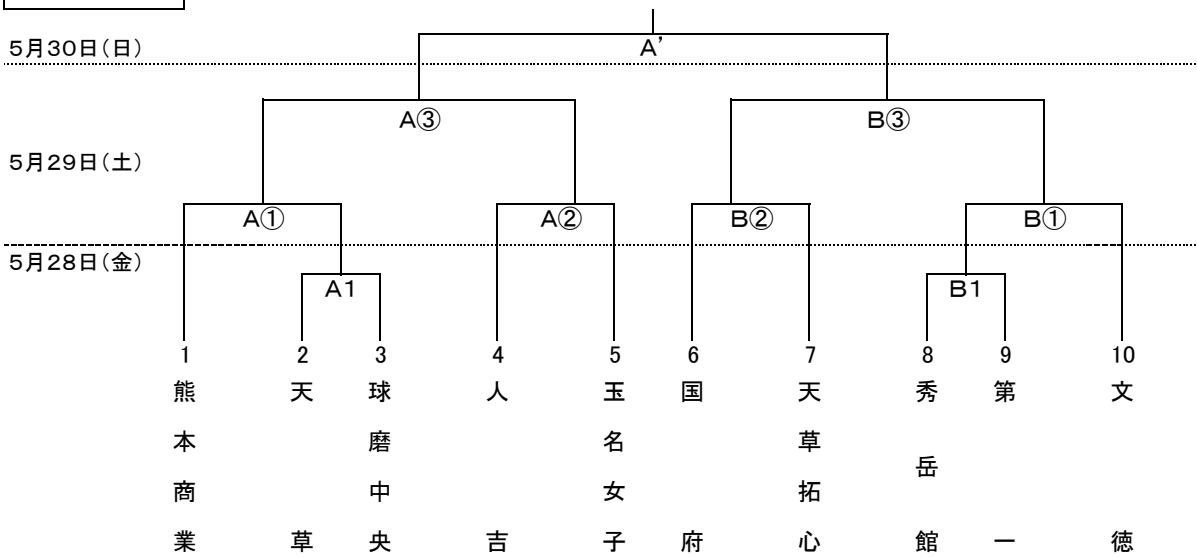 5月30日(日)
A’
A③
B③
5月29日(土)
A①
A②
B②
B①
5月28日(金)
A1
B1
1
2
3
4
5
6
7
8
9
10
熊本商業
天草
球磨中央
人吉
玉名女子
国府
天草拓心
秀岳館
第一
文徳